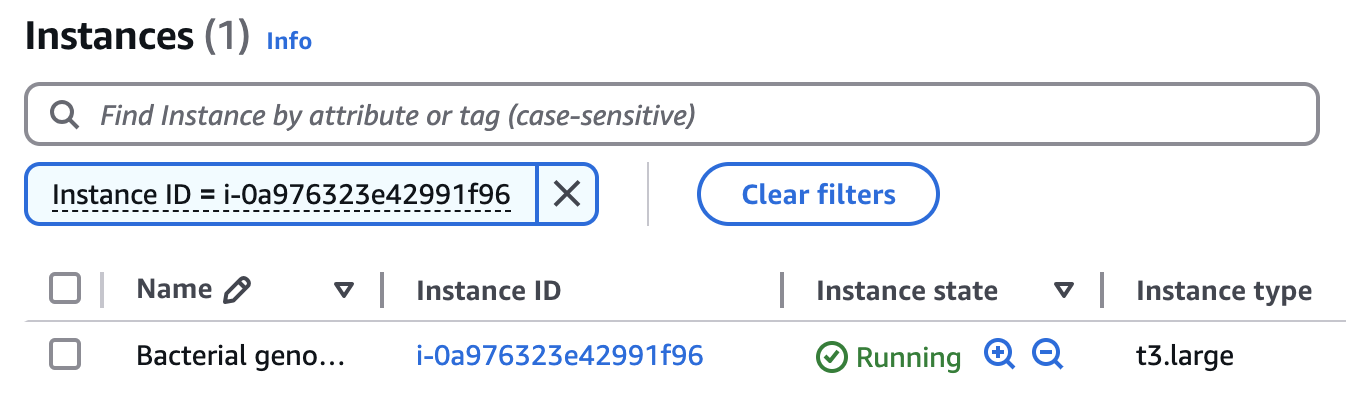 Instances (1) Info
Find Instance by attribute or tag (case-sensitive)
Instance ID = i-0a976323e42991f96
Clear filters
Name Instance ID Instance state Instance type
Bacterial geno... i-0a976323e42991f96 Running t3.large